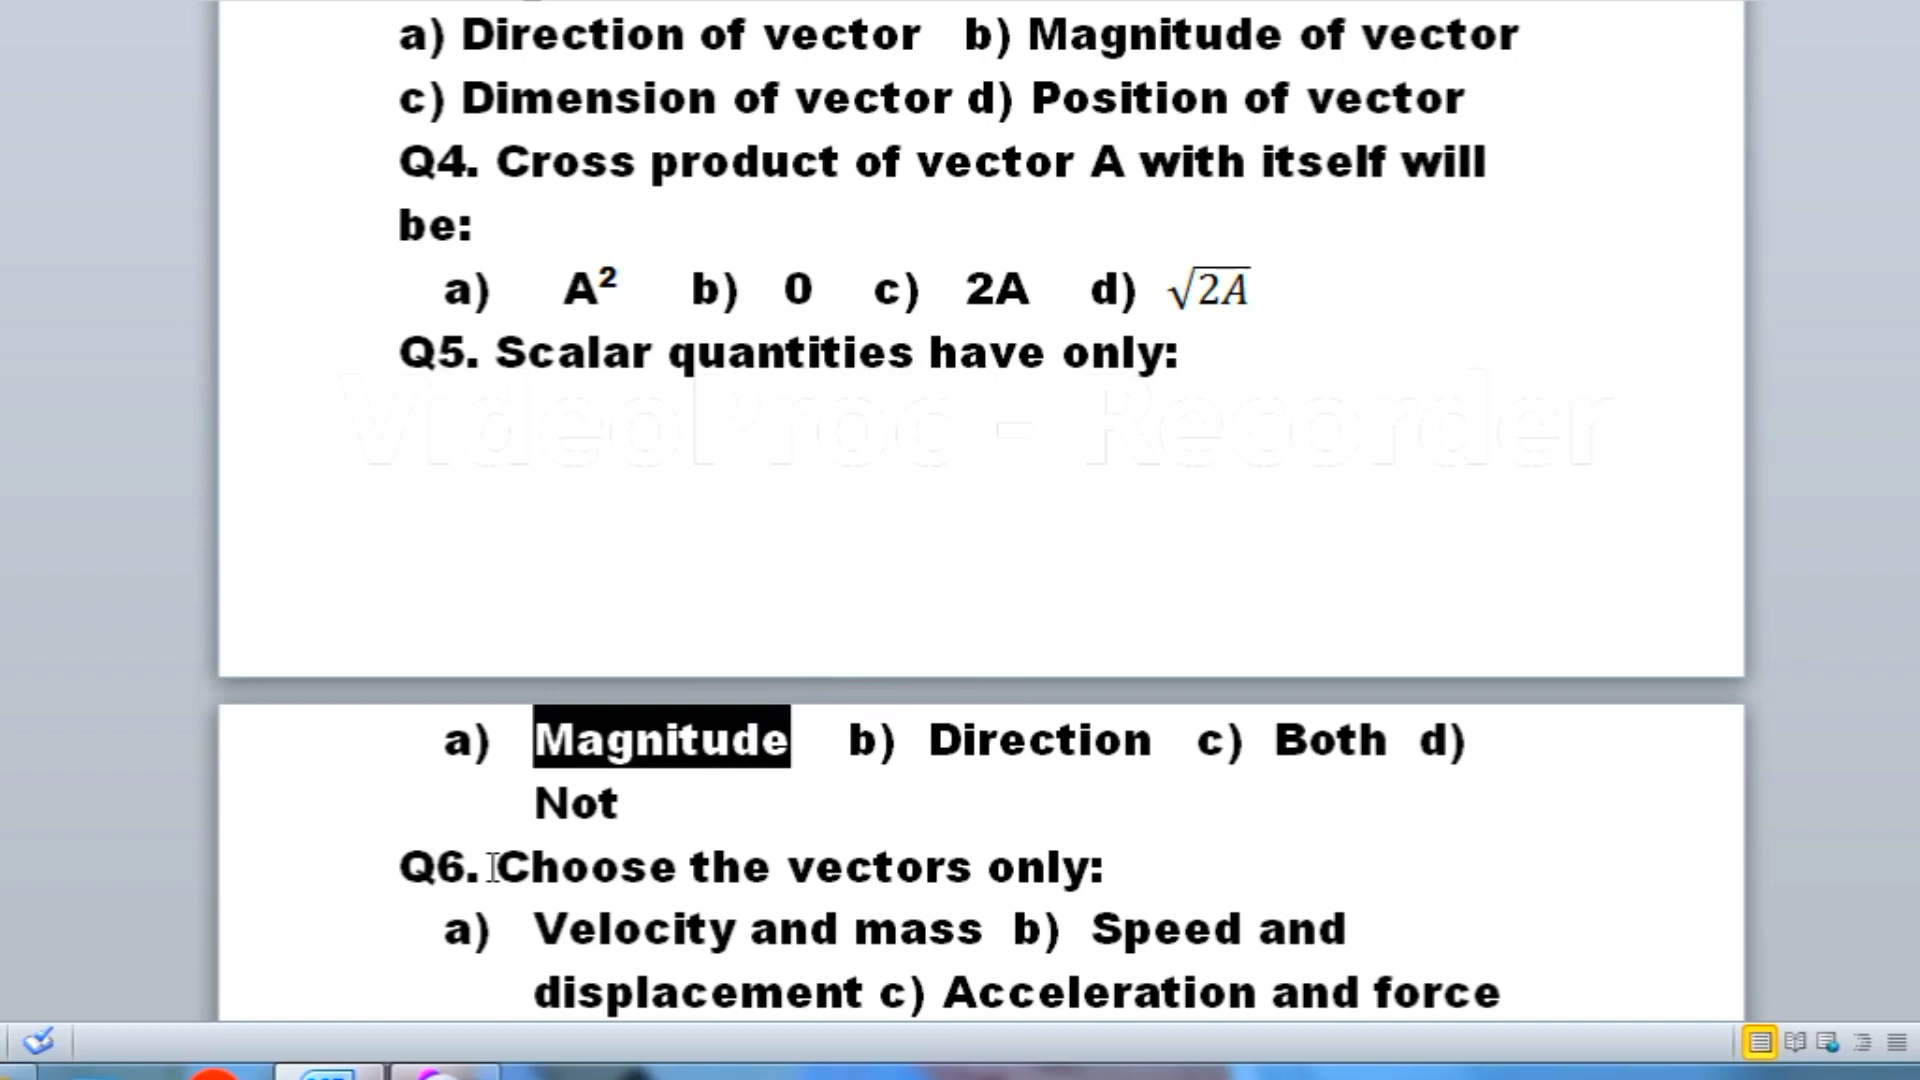 a) Direction of vector b) Magnitude of vector
c) Dimension of vector d) Position of vector
Q4. Cross product of vector A with itself will
be:
a) A² b) 0 c) 2A d) √2A
Q5. Scalar quantities have only:
VideoProc - Recorder
a) Magnitude b) Direction c) Both d)
Not
Q6. Choose the vectors only:
a) Velocity and mass b) Speed and
displacement c) Acceleration and force